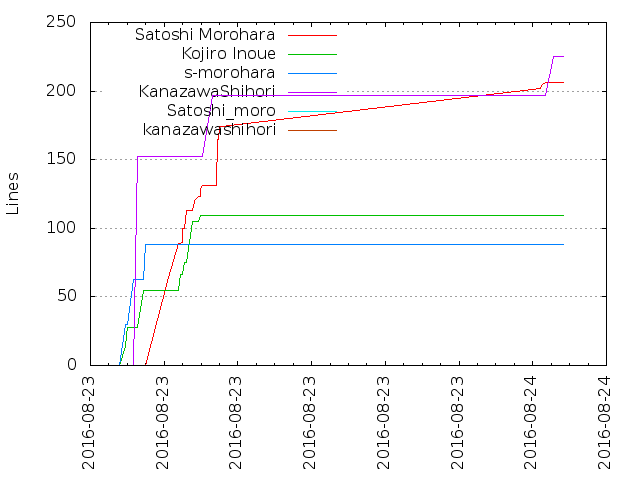 250
200
150
100
50
0
Lines
Satoshi Morohara
Kojiro Inoue
s-morohara
KanazawaShihori
Satoshi_moro
kanazawashihori
2016-08-23
2016-08-23
2016-08-23
2016-08-23
2016-08-23
2016-08-23
2016-08-24
2016-08-24